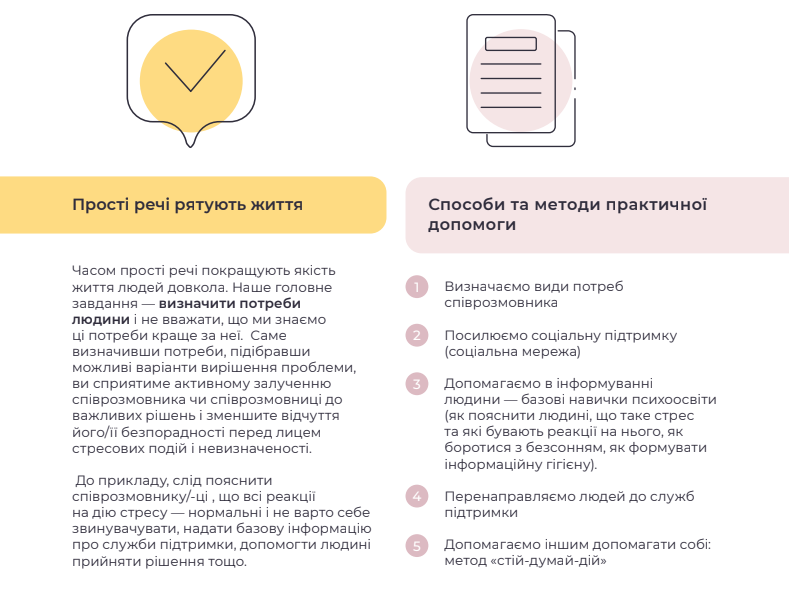 Прості речі рятують життя
Часом прості речі покращують якість
життя людей довкола. Наше головне
завдання — визначити потреби
людини і не вважати, що ми знаємо
ці потреби краще за неї.  Саме
визначивши потреби, підібравши
можливі варіанти вирішення проблеми,
ви сприятиме активному залученню
співрозмовника чи співрозмовниці до
важливих рішень і зменшите відчуття
його/її безпорадності перед лицем
стресових подій і невизначеності.
До прикладу, слід пояснити
співрозмовнику/-ці , що всі реакції
на дію стресу — нормальні і не варто себе
звинувачувати, надати базову інформацію
про служби підтримки, допомогти людині
прийняти рішення тощо.
Способи та методи практичної
допомоги
1 Визначаємо види потреб
співрозмовника
2 Посилюємо соціальну підтримку
(соціальна мережа)
3 Допомагаємо в інформуванні
людини — базові навички психоосвіти
(як пояснити людині, що таке стрес
та які бувають реакції на нього, як
боротися з безсонням, як формувати
інформаційну гігієну).
4 Перенаправляємо людей до служб
підтримки
5 Допомагаємо іншим допомагати собі:
метод «стій-думай-дій»